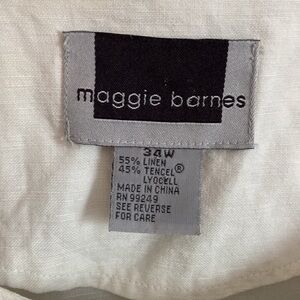 maggie barnes
34W
55% LINEN
45% TENCEL®
LYOCELL
MADE IN CHINA
RN 99249
SEE REVERSE
FOR CARE